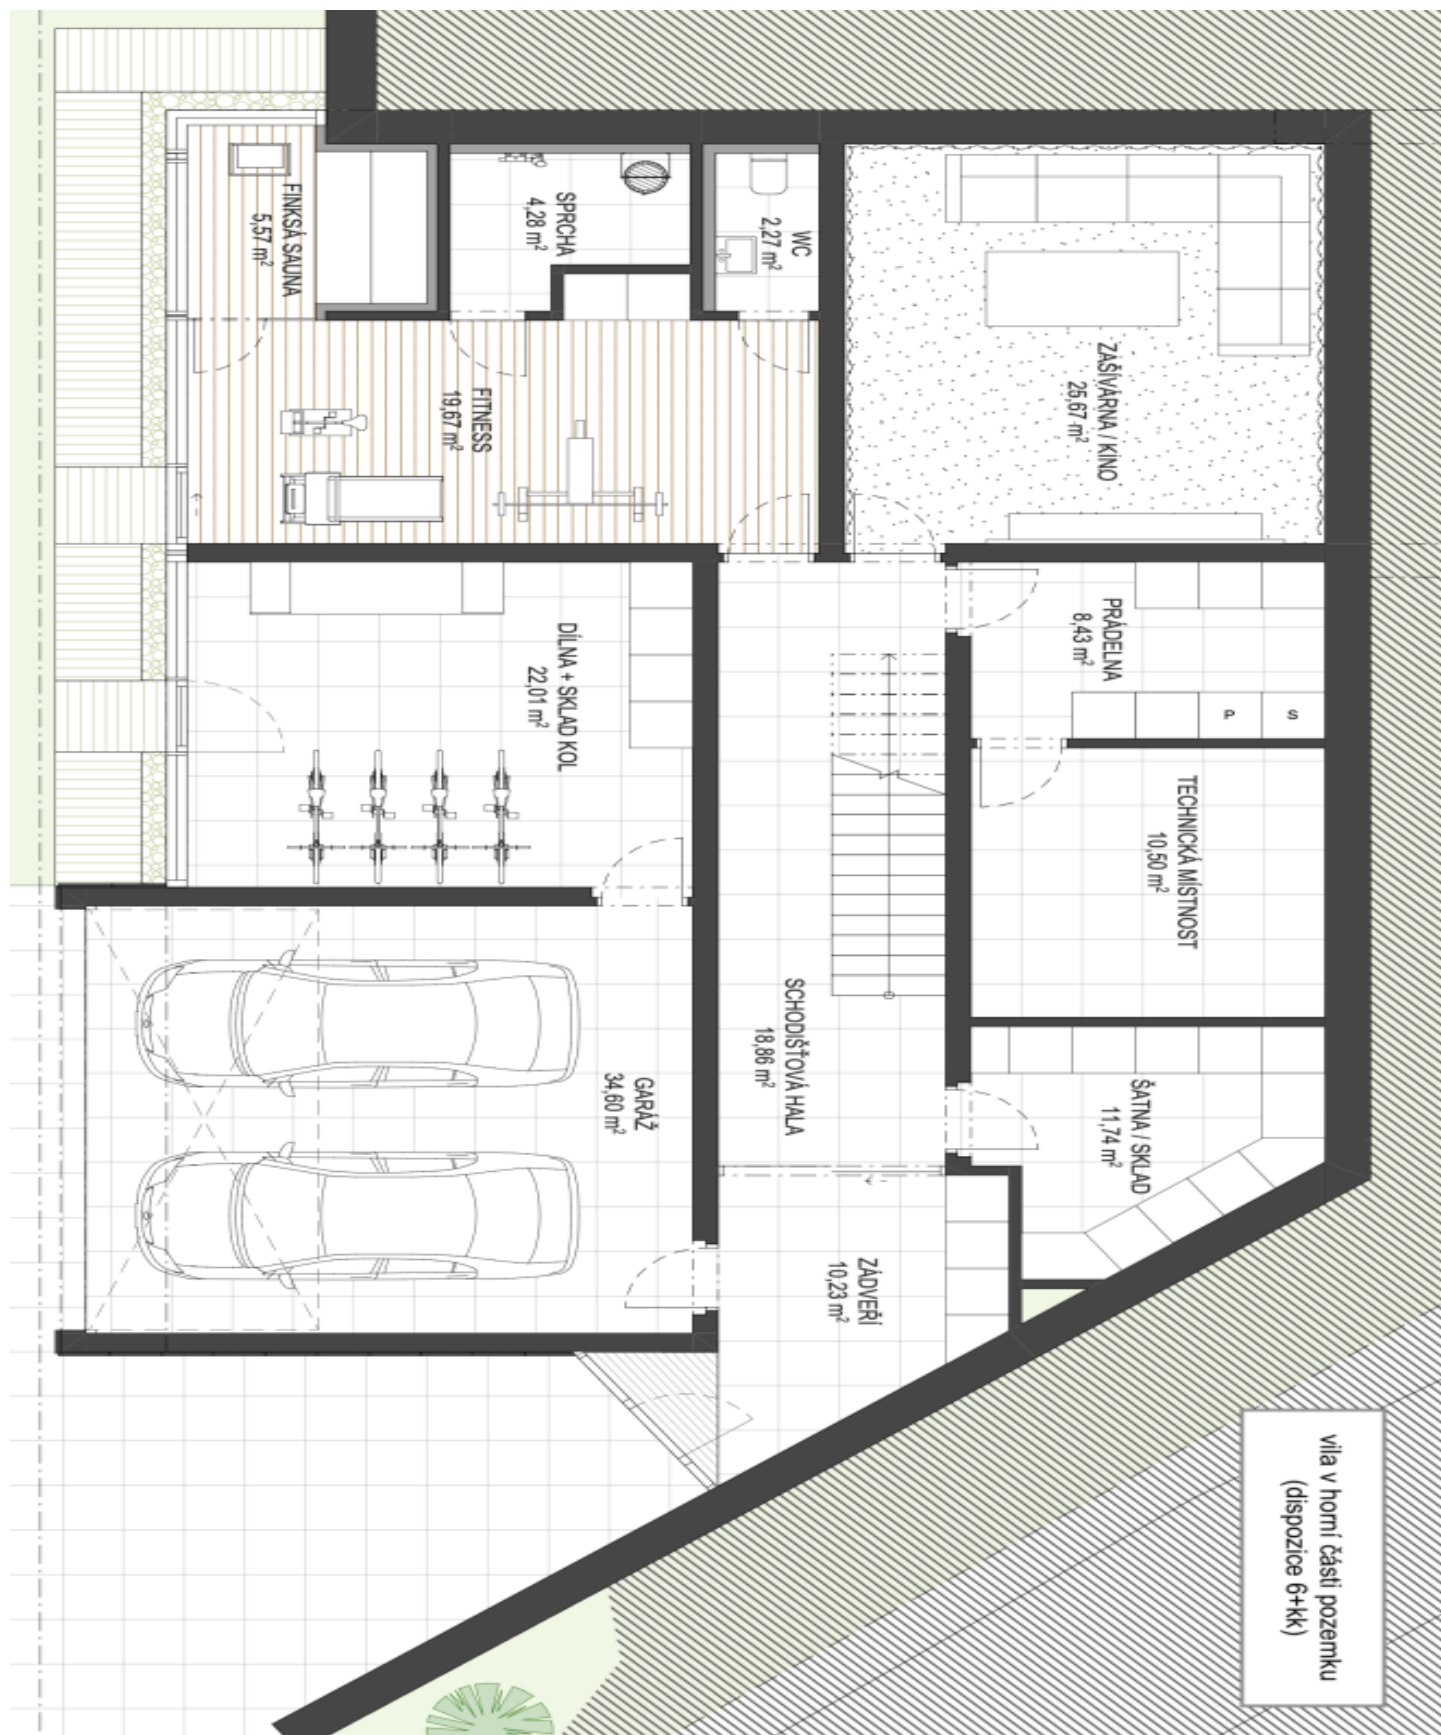 FINKSÁ SAUNA
5,57 m²
SPRCHA
4,28 m²
WC
2,27 m²
ZAŠÍVÁRNA / KINO
25,67 m²
FITNESS
19,67 m²
PRÁDELNA
8,43 m²
P
S
DÍLNA + SKLAD KOL
22,01 m²
TECHNICKÁ MÍSTNOST
10,50 m²
SCHODIŠŤOVÁ HALA
18,86 m²
GARÁŽ
34,60 m²
ŠATNA / SKLAD
11,74 m²
ZÁDVEŘÍ
10,23 m²
vila v horní části pozemku
(dispozice 6+kk)